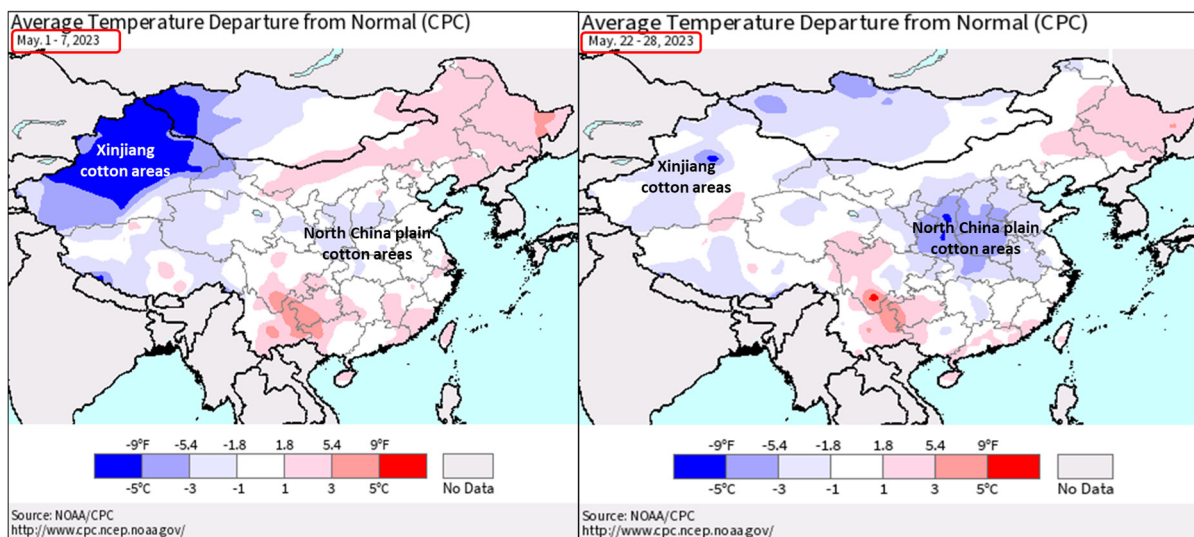 Average Temperature Departure from Normal (CPC)
May. 1 - 7, 2023
Xinjiang
cotton areas
North China plain
cotton areas
-9°F -5.4 -1.8 1.8 5.4 9°F
-5°C -3 -1 1 3 5°C
No Data
Source: NOAA/CPC
http://www.cpc.ncep.noaa.gov/
Average Temperature Departure from Normal (CPC)
May. 22 - 28, 2023
Xinjiang
cotton areas
North China plain
cotton areas
-9°F -5.4 -1.8 1.8 5.4 9°F
-5°C -3 -1 1 3 5°C
No Data
Source: NOAA/CPC
http://www.cpc.ncep.noaa.gov/